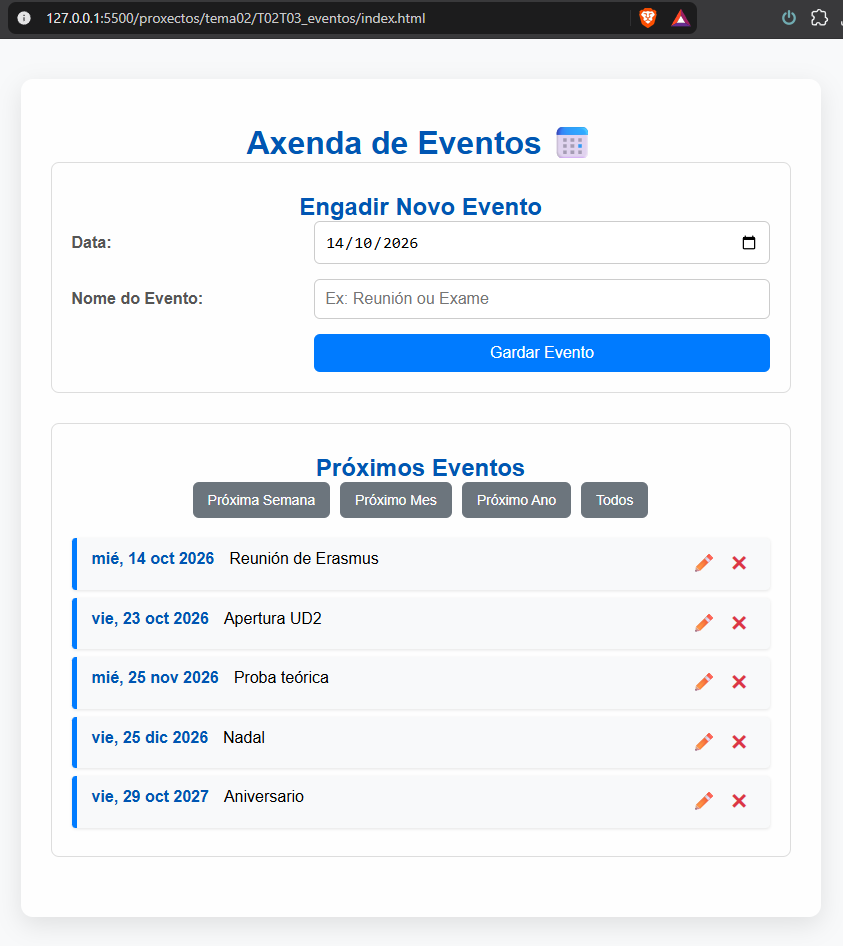 127.0.0.1:5500/proxectos/tema02/T02T03_eventos/index.html
Axenda de Eventos
Engadir Novo Evento
Data: 14/10/2026
Nome do Evento: Ex: Reunión ou Exame
Gardar Evento
Próximos Eventos
Próxima Semana Próximo Mes Próximo Ano Todos
mié, 14 oct 2026 Reunión de Erasmus
vie, 23 oct 2026 Apertura UD2
mié, 25 nov 2026 Proba teórica
vie, 25 dic 2026 Nadal
vie, 29 oct 2027 Aniversario